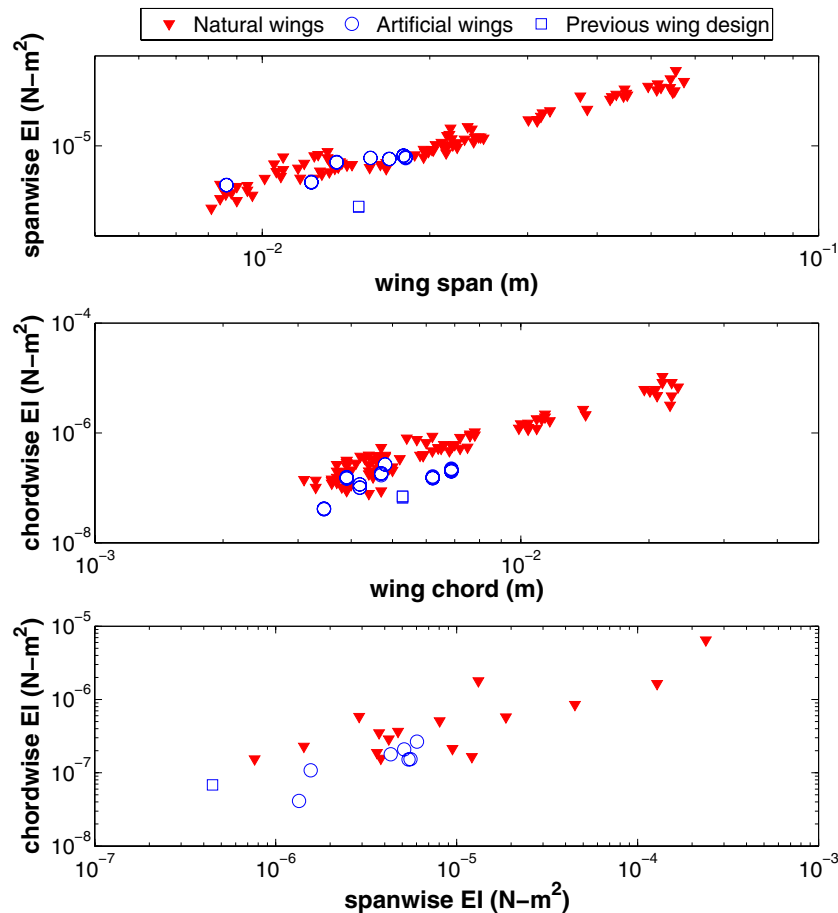 Natural wings Artificial wings Previous wing design
spanwise EI (N−m²)
10⁻⁵
10⁻² 10⁻¹
wing span (m)
chordwise EI (N−m²)
10⁻⁴
10⁻⁶
10⁻⁸
10⁻³ 10⁻²
wing chord (m)
chordwise EI (N−m²)
10⁻⁵
10⁻⁶
10⁻⁷
10⁻⁸
10⁻⁷ 10⁻⁶ 10⁻⁵ 10⁻⁴ 10⁻³
spanwise EI (N−m²)